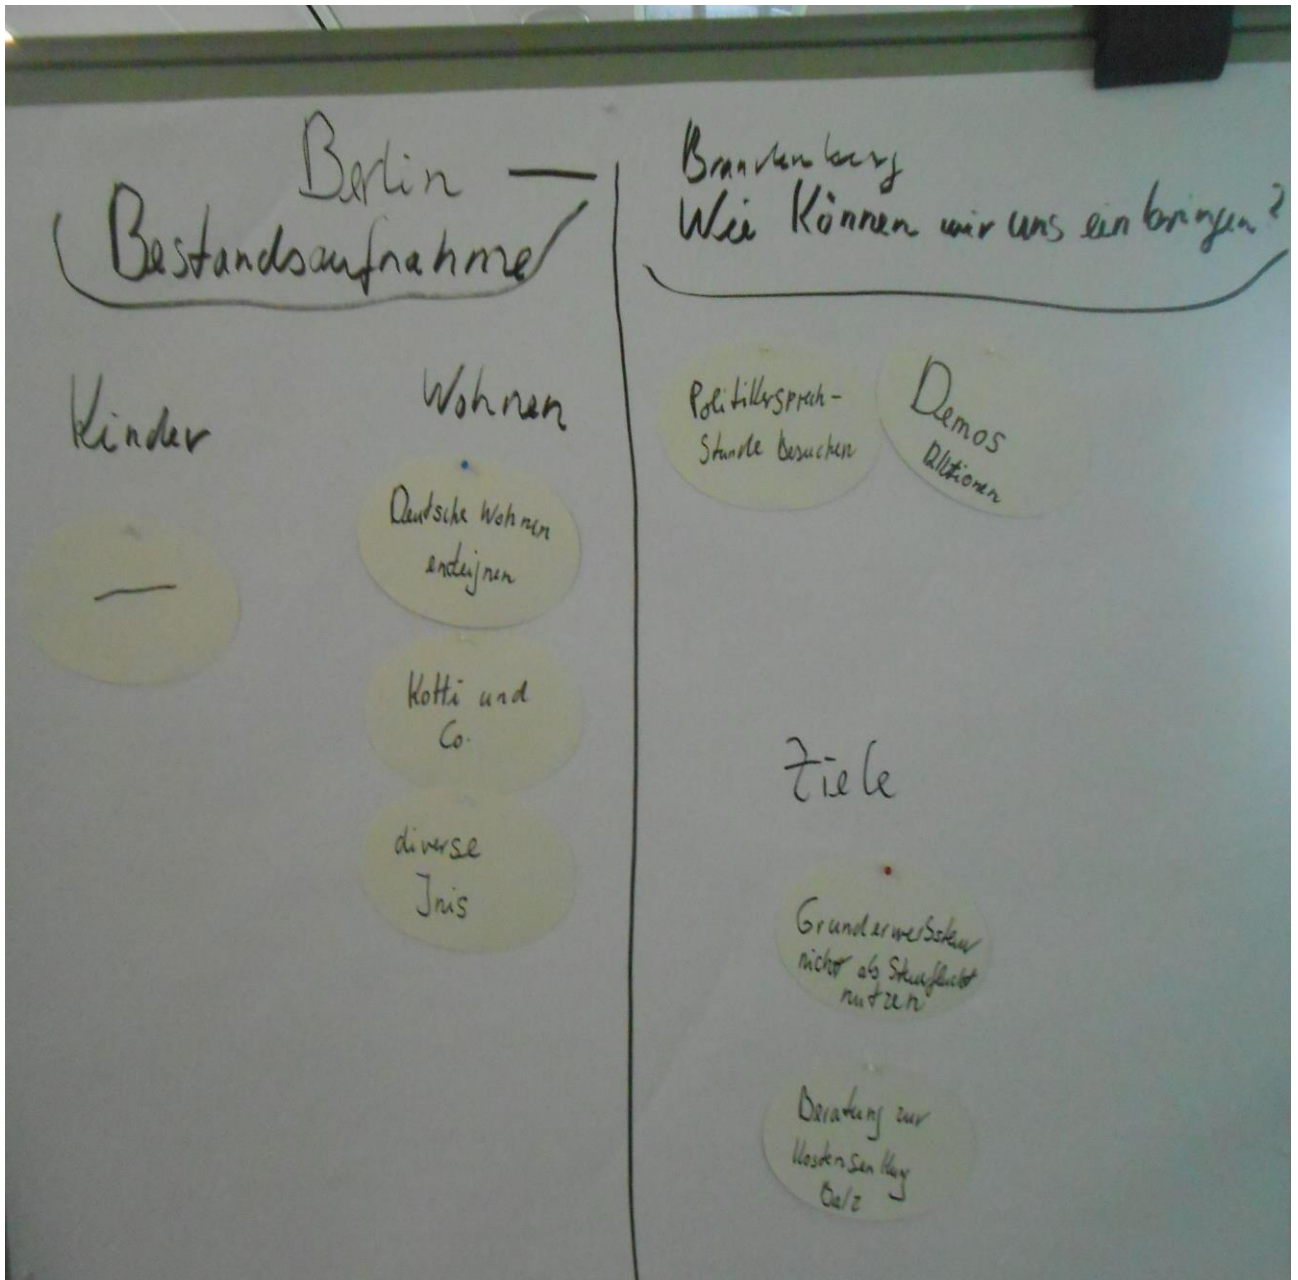 Berlin —
Bestandsaufnahme
Kinder
—
Wohnen
Deutsche Wohnen
enteignen
Kotti und
Co.
diverse
Inis
Brandenburg
Wie Können wir uns einbringen?
Politikersprech-
Stunde besuchen
Demos
Aktionen
Ziele
Grunderwerbsteuer
nicht als Steuerflucht
nutzen
Beratung zur
Kostensenkung